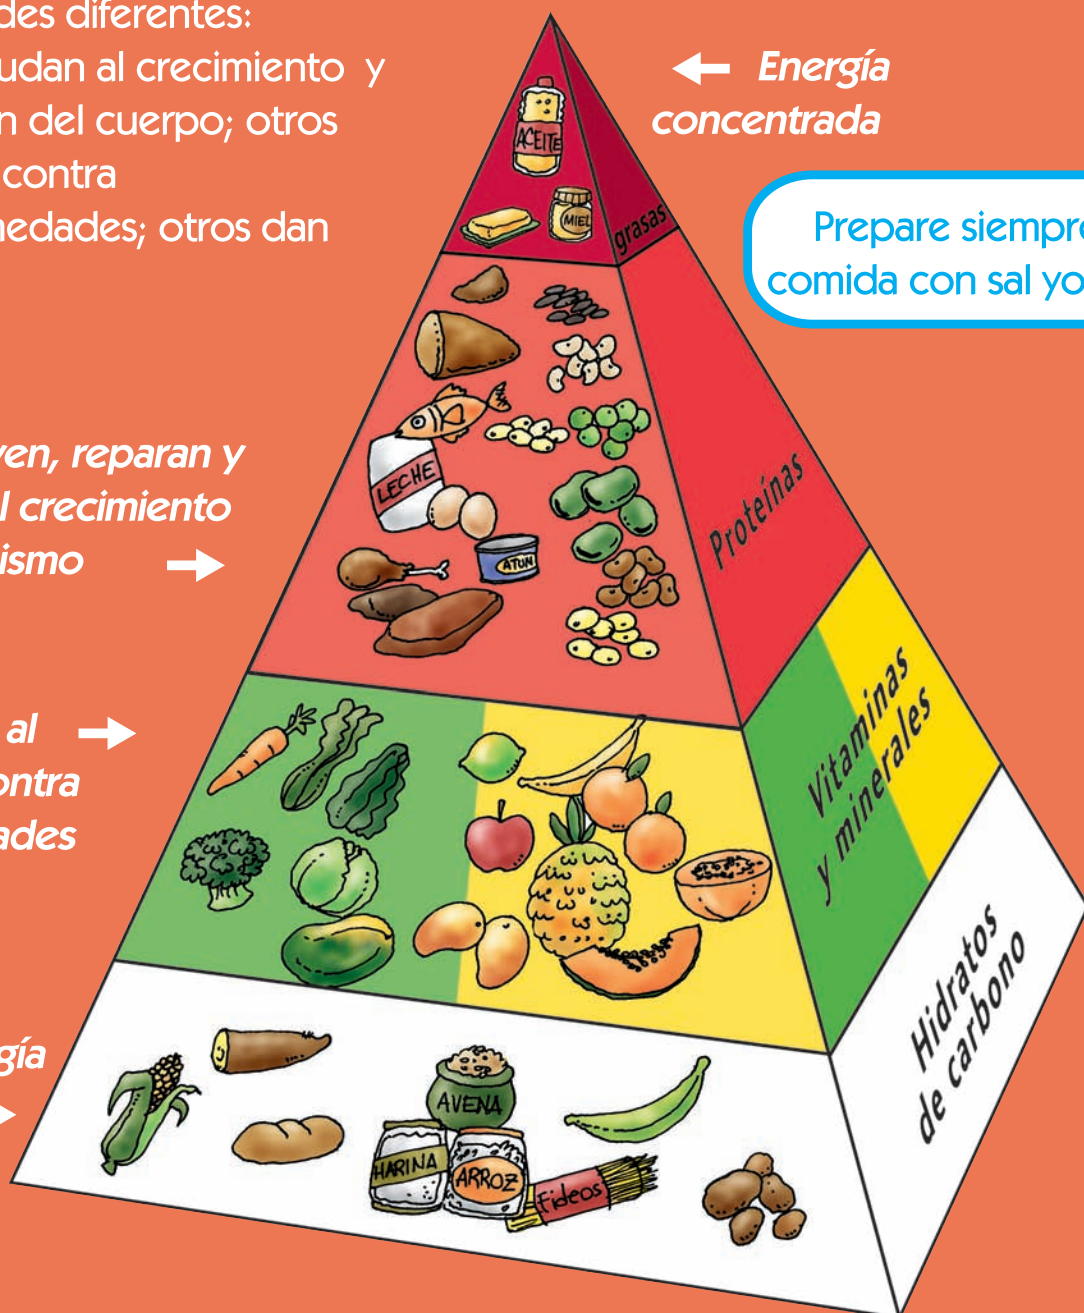 des diferentes:
udan al crecimiento y
n del cuerpo; otros
contra
nedades; otros dan
Energía
concentrada
Prepare siempre
comida con sal yo
ACEITE
MIEL
grasas
yen, reparan y
l crecimiento
ismo
LECHE
ATUN
Proteínas
al
ontra
ades
Vitaminas
y minerales
gía
AVENA
HARINA
ARROZ
Fideos
Hidratos
de carbono